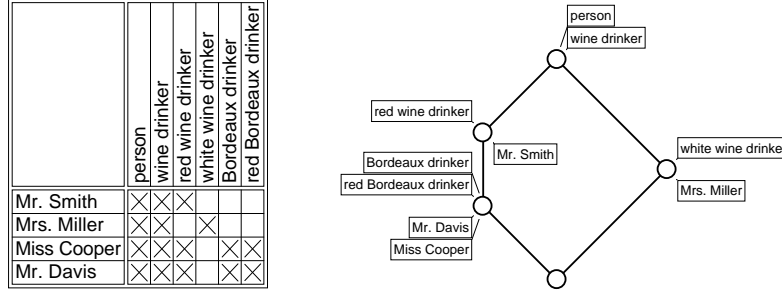 person
wine drinker
red wine drinker
white wine drinker
Bordeaux drinker
red Bordeaux drinker
Mr. Smith
Mrs. Miller
Miss Cooper
Mr. Davis
person
wine drinker
red wine drinker
Mr. Smith
white wine drinke
Bordeaux drinker
red Bordeaux drinker
Mrs. Miller
Mr. Davis
Miss Cooper